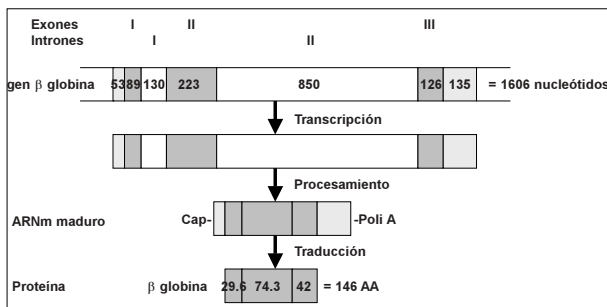 Exones I II III
Intrones I II
gen β globina 53 89 130 223 850 126 135 = 1606 nucleótidos
Transcripción
Procesamiento
ARNm maduro Cap- -Poli A
Traducción
Proteína β globina 29.6 74.3 42 = 146 AA